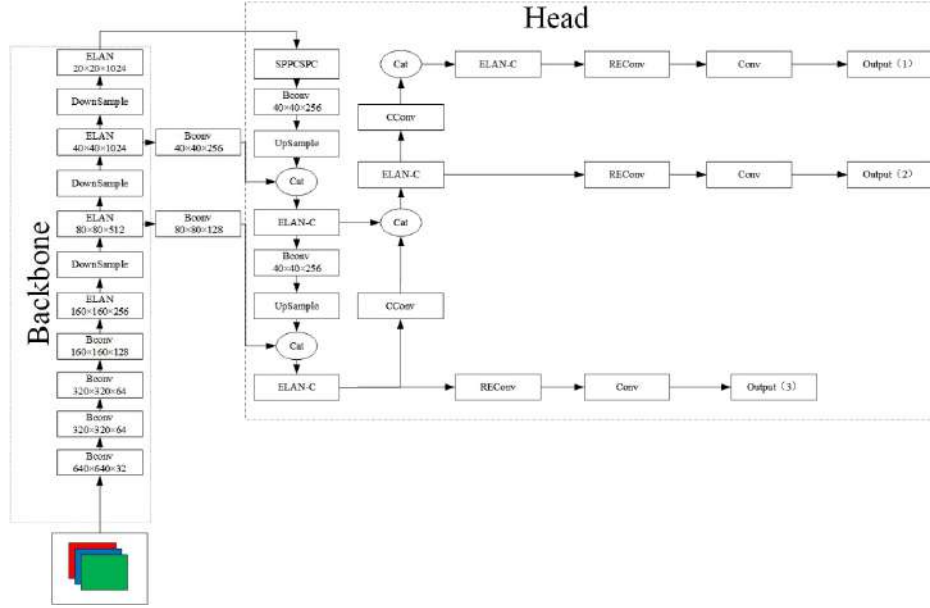 Head
Backbone
ELAN
20×20×1024
DownSample
ELAN
40×40×1024
DownSample
ELAN
80×80×512
DownSample
ELAN
160×160×256
Bconv
160×160×128
Bconv
320×320×64
Bconv
320×320×64
Bconv
640×640×32
Bconv
40×40×256
Bconv
80×80×128
SPPCSPC
Bconv
40×40×256
UpSample
Cat
ELAN-C
Bconv
40×40×256
UpSample
Cat
ELAN-C
Cat
CConv
ELAN-C
Cat
CConv
ELAN-C
REConv
Conv
Output（1）
REConv
Conv
Output（2）
REConv
Conv
Output（3）